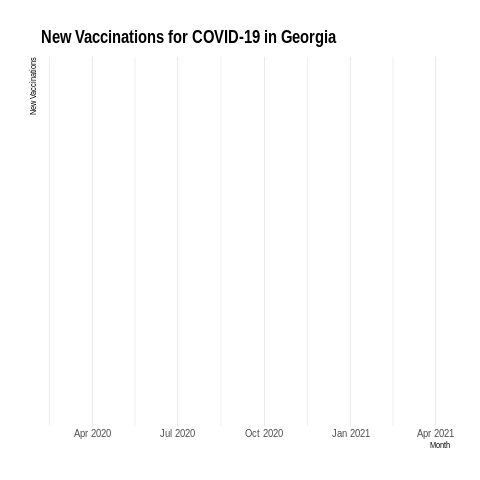 New Vaccinations for COVID-19 in Georgia
New Vaccinations
Apr 2020
Jul 2020
Oct 2020
Jan 2021
Apr 2021
Month